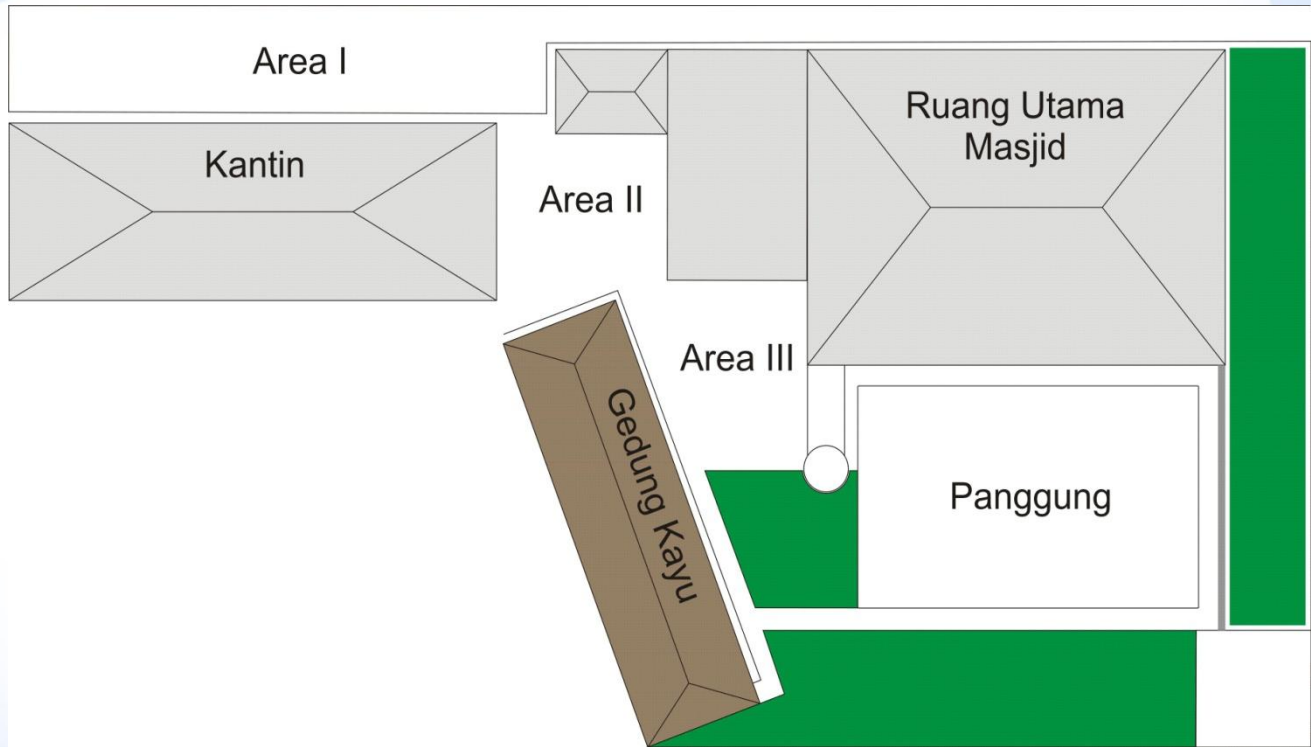 Area I
Kantin
Area II
Ruang Utama
Masjid
Area III
Gedung Kayu
Panggung